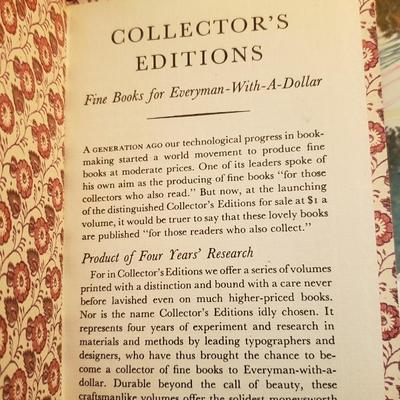 COLLECTOR'S
EDITIONS
Fine Books for Everyman-With-A-Dollar
A GENERATION AGO our technological progress in book-
making started a world movement to produce fine
books at moderate prices. One of its leaders spoke of
his own aim as the producing of fine books "for those
collectors who also read." But now, at the launching
of the distinguished Collector's Editions for sale at $1 a
volume, it would be truer to say that these lovely books
are published "for those readers who also collect."
Product of Four Years' Research
For in Collector's Editions we offer a series of volumes
printed with a distinction and bound with a care never
before lavished even on much higher-priced books.
Nor is the name Collector's Editions idly chosen. It
represents four years of experiment and research in
materials and methods by leading typographers and
designers, who have thus brought the chance to be-
come a collector of fine books to Everyman-with-a-
dollar. Durable beyond the call of beauty, these
craftsmanlike volumes offer the solidest moneysworth